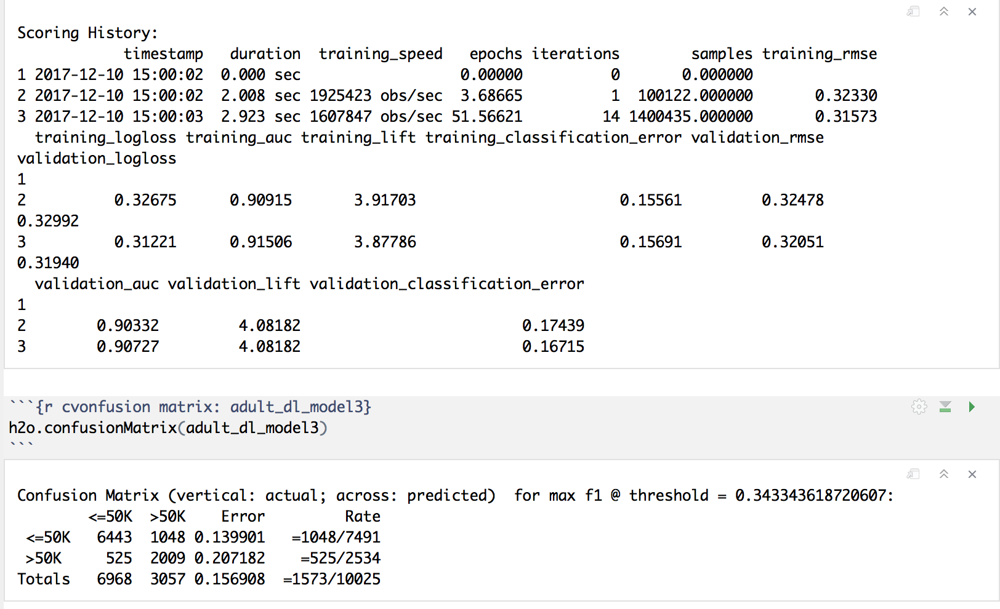 Scoring History:
            timestamp   duration  training_speed   epochs iterations        samples training_rmse
1 2017-12-10 15:00:02  0.000 sec                  0.00000          0       0.000000
2 2017-12-10 15:00:02  2.008 sec 1925423 obs/sec  3.68665          1  100122.000000       0.32330
3 2017-12-10 15:00:03  2.923 sec 1607847 obs/sec 51.56621         14 1400435.000000       0.31573
  training_logloss training_auc training_lift training_classification_error validation_rmse
validation_logloss
1
2          0.32675      0.90915       3.91703                       0.15561         0.32478
0.32992
3          0.31221      0.91506       3.87786                       0.15691         0.32051
0.31940
  validation_auc validation_lift validation_classification_error
1
2         0.90332         4.08182                         0.17439
3         0.90727         4.08182                         0.16715
```{r cvonfusion matrix: adult_dl_model3}
h2o.confusionMatrix(adult_dl_model3)
```
Confusion Matrix (vertical: actual; across: predicted)  for max f1 @ threshold = 0.343343618720607:
        <=50K  >50K    Error         Rate
 <=50K   6443  1048 0.139901   =1048/7491
 >50K     525  2009 0.207182    =525/2534
Totals   6968  3057 0.156908  =1573/10025